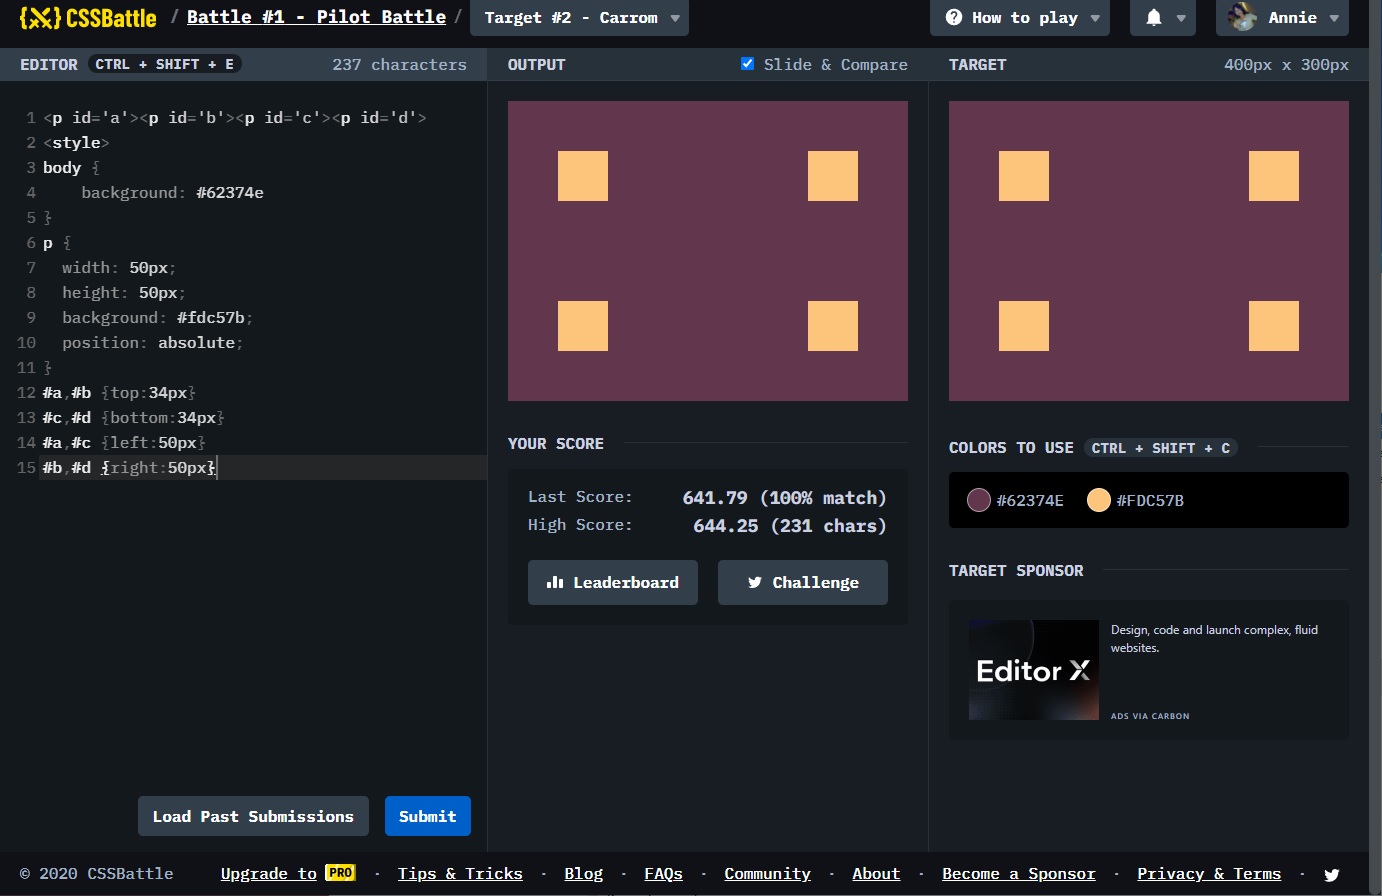 {X} CSSBattle / Battle #1 - Pilot Battle / Target #2 - Carrom How to play Annie
EDITOR CTRL + SHIFT + E 237 characters
1 <p id='a'><p id='b'><p id='c'><p id='d'>
2 <style>
3 body {
4 background: #62374e
5 }
6 p {
7 width: 50px;
8 height: 50px;
9 background: #fdc57b;
10 position: absolute;
11 }
12 #a,#b {top:34px}
13 #c,#d {bottom:34px}
14 #a,#c {left:50px}
15 #b,#d {right:50px}
Load Past Submissions Submit
OUTPUT Slide & Compare
YOUR SCORE
Last Score: 641.79 (100% match)
High Score: 644.25 (231 chars)
Leaderboard Challenge
TARGET 400px x 300px
COLORS TO USE CTRL + SHIFT + C
#62374E #FDC57B
TARGET SPONSOR
Editor X
Design, code and launch complex, fluid
websites.
ADS VIA CARBON
© 2020 CSSBattle Upgrade to PRO · Tips & Tricks · Blog · FAQs · Community · About · Become a Sponsor · Privacy & Terms ·